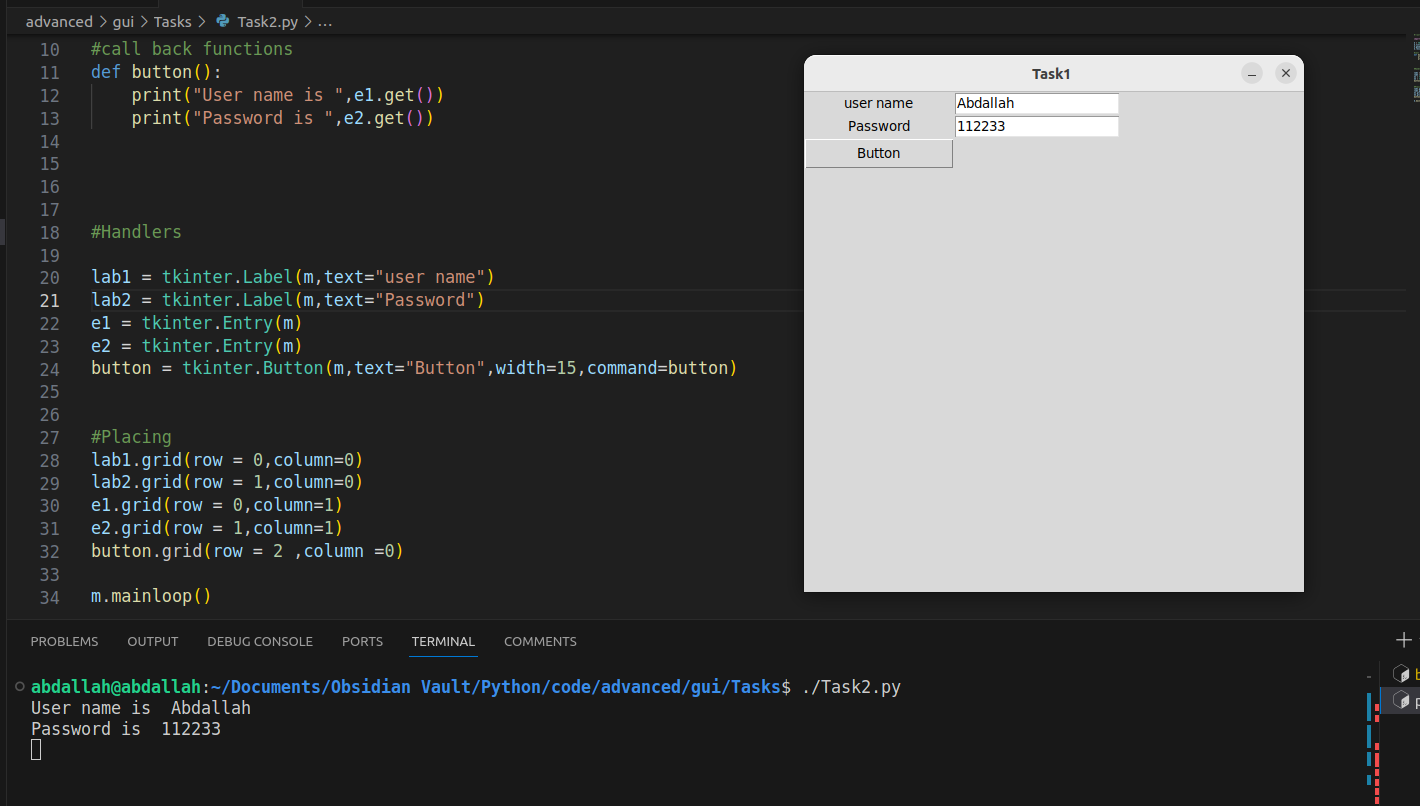 advanced > gui > Tasks > Task2.py > ...
10 #call back functions
11 def button():
12     print("User name is ",e1.get())
13     print("Password is ",e2.get())
14
15
16
17
18 #Handlers
19
20 lab1 = tkinter.Label(m,text="user name")
21 lab2 = tkinter.Label(m,text="Password")
22 e1 = tkinter.Entry(m)
23 e2 = tkinter.Entry(m)
24 button = tkinter.Button(m,text="Button",width=15,command=button)
25
26
27 #Placing
28 lab1.grid(row = 0,column=0)
29 lab2.grid(row = 1,column=0)
30 e1.grid(row = 0,column=1)
31 e2.grid(row = 1,column=1)
32 button.grid(row = 2 ,column =0)
33
34 m.mainloop()
Task1
user name Abdallah
Password 112233
Button
PROBLEMS OUTPUT DEBUG CONSOLE PORTS TERMINAL COMMENTS
abdallah@abdallah:~/Documents/Obsidian Vault/Python/code/advanced/gui/Tasks$ ./Task2.py
User name is  Abdallah
Password is  112233